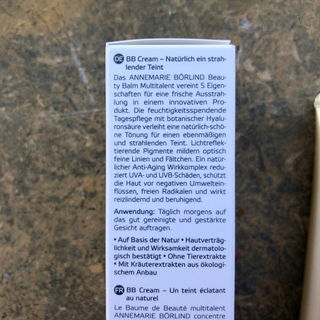 DE BB Cream – Natürlich ein strah-
lender Teint
Das ANNEMARIE BÖRLIND Beau-
ty Balm Multitalent vereint 5 Eigen-
schaften für eine frische Ausstrah-
lung in einem innovativen Pro-
dukt. Die feuchtigkeitsspendende
Tagespflege mit botanischer Hyalu-
ronsäure verleiht eine natürlich-schö-
ne Tönung für einen ebenmäßigen
und strahlenden Teint. Lichtreflek-
tierende Pigmente mildern optisch
feine Linien und Fältchen. Ein natür-
licher Anti-Aging Wirkkomplex redu-
ziert UVA- und UVB-Schäden, schützt
die Haut vor negativen Umweltein-
flüssen, freien Radikalen und wirkt
reizlindernd und beruhigend.
Anwendung: Täglich morgens auf
das gut gereinigte und gestärkte
Gesicht auftragen.
• Auf Basis der Natur • Hautverträg-
lichkeit und Wirksamkeit dermatolo-
gisch bestätigt • Ohne Tierextrakte
• Mit Kräuterextrakten aus ökologi-
schem Anbau
FR BB Cream – Un teint éclatant
au naturel
Le Baume de Beauté multitalent
ANNEMARIE BÖRLIND concentre